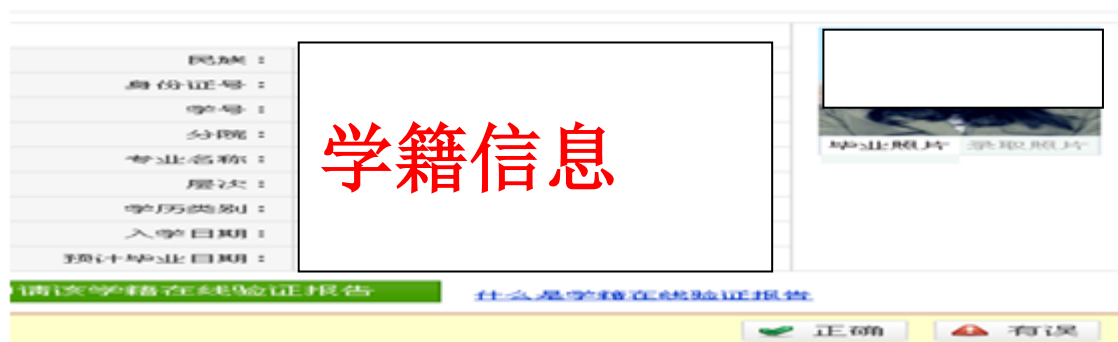 民族：
身份证号：
学号：
分院：
专业名称：
层次：
学历类别：
入学日期：
预计毕业日期：
学籍信息
毕业照片 录取照片
请该学籍在线验证报告 什么是学籍在线验证报告
正确 有误